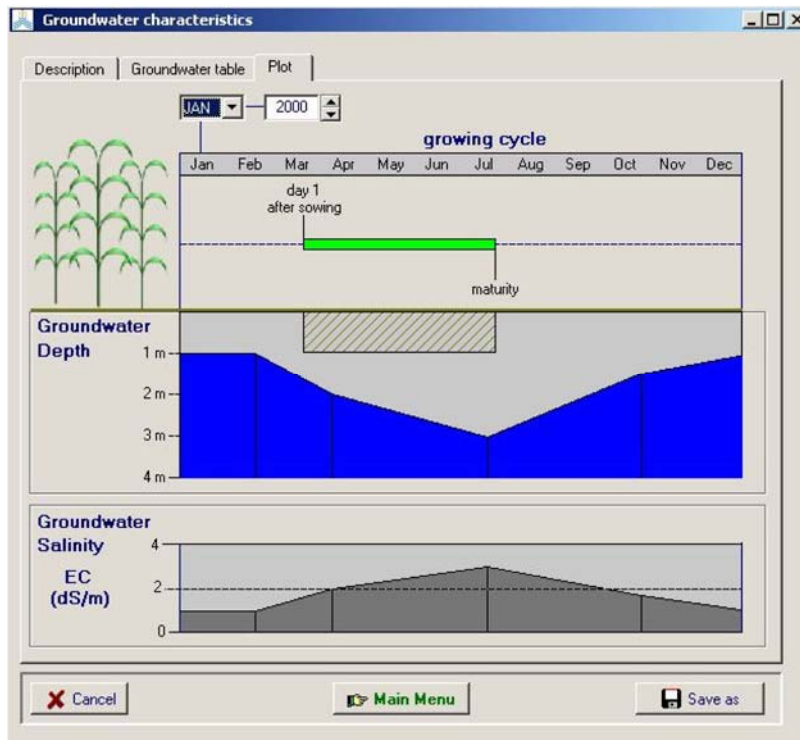 Groundwater characteristics
Description Groundwater table Plot
JAN 2000
growing cycle
Jan Feb Mar Apr May Jun Jul Aug Sep Oct Nov Dec
day 1
after sowing
maturity
Groundwater
Depth
1 m
2 m
3 m
4 m
Groundwater
Salinity
EC
(dS/m)
4
2
0
Cancel Main Menu Save as